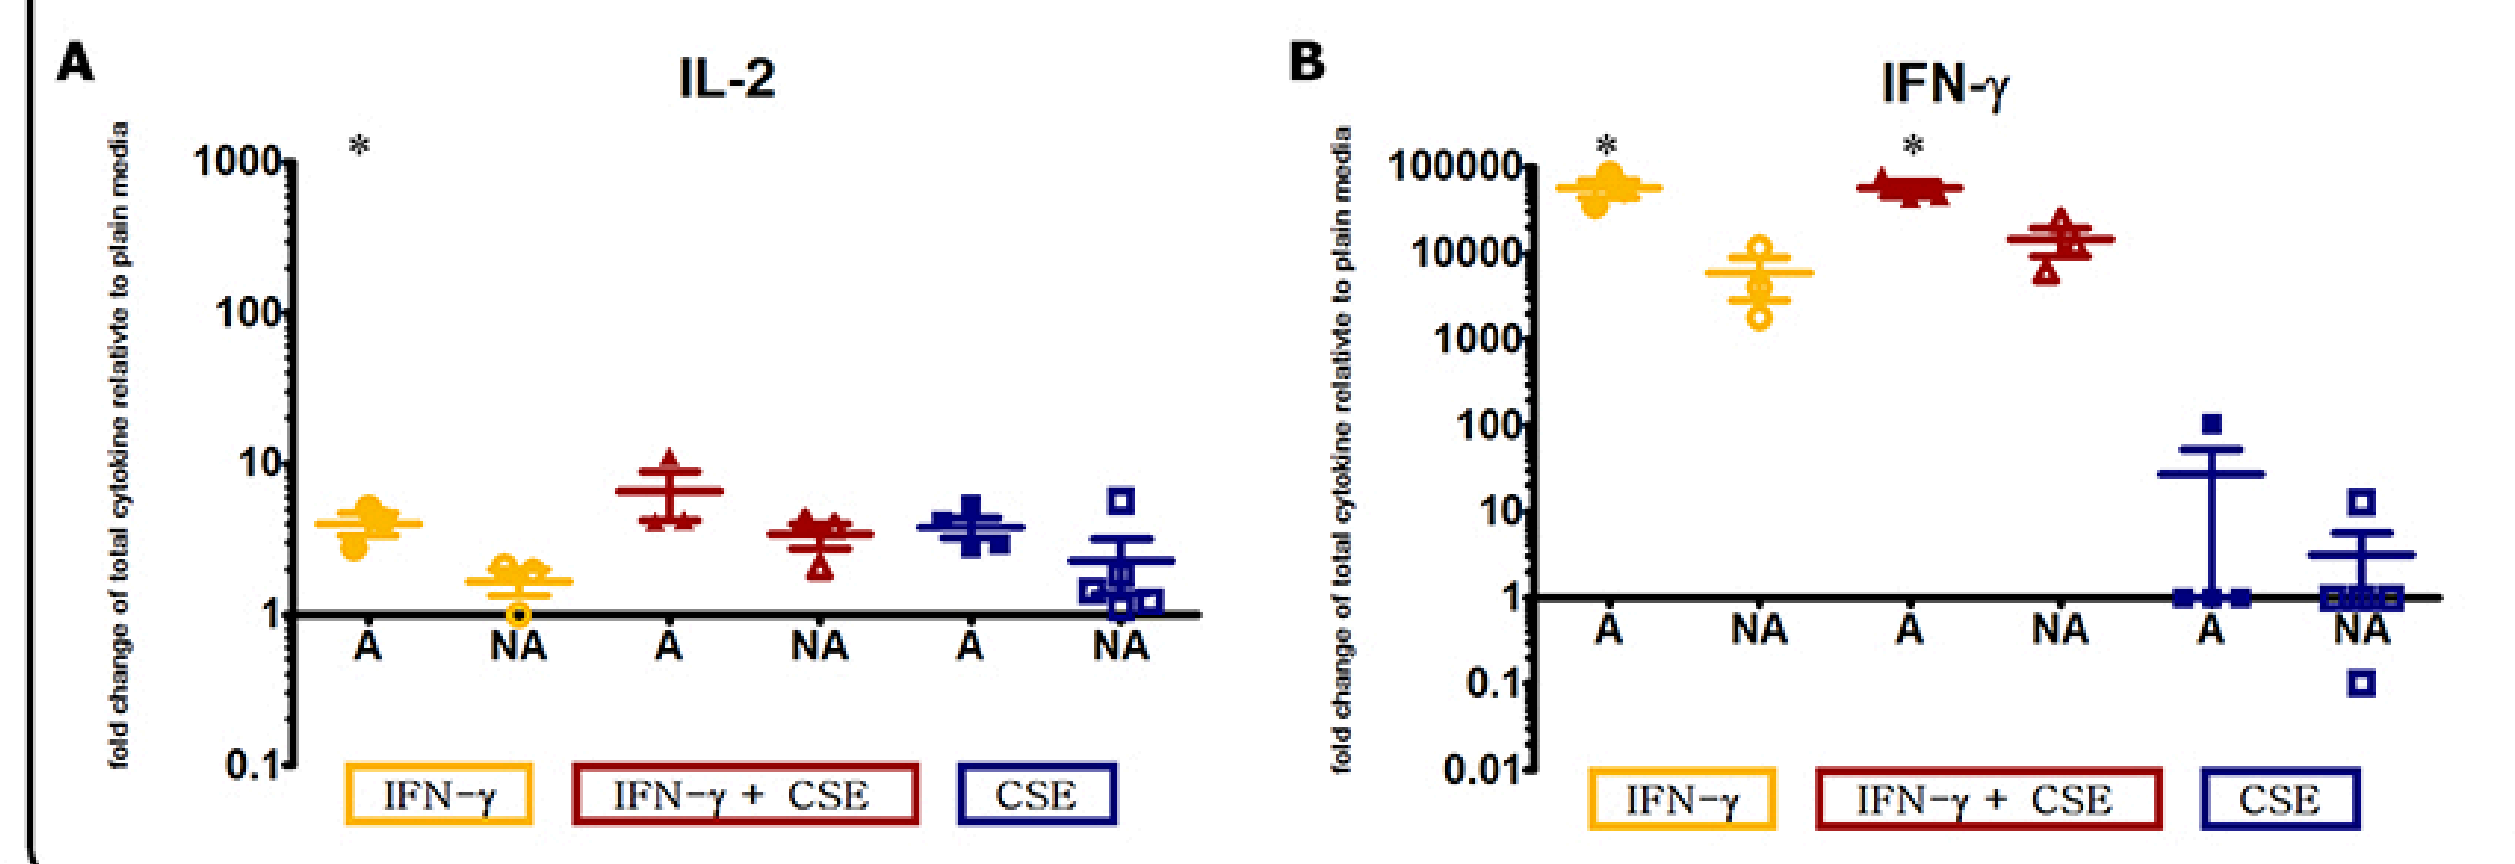 A
IL-2
fold change of total cytokine relativte to plain media
*
1000
100
10
1
0.1
A NA A NA A NA
IFN-γ
IFN-γ + CSE
CSE
B
IFN-γ
fold change of total cytokine relativte to plain media
* *
100000
10000
1000
100
10
1
0.1
0.01
A NA A NA A NA
IFN-γ
IFN-γ + CSE
CSE